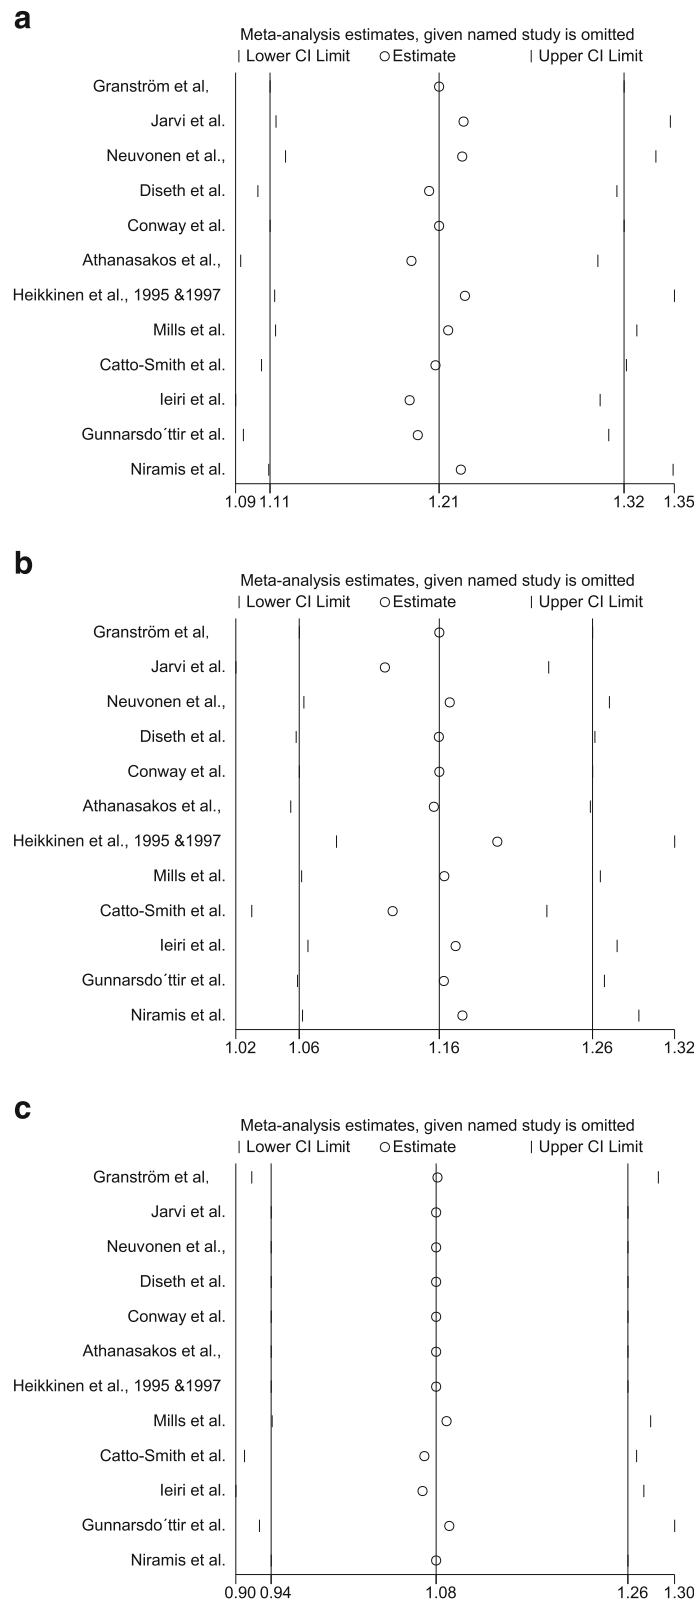 a
Meta-analysis estimates, given named study is omitted
| Lower CI Limit ○ Estimate | Upper CI Limit
Granström et al,
Jarvi et al.
Neuvonen et al.,
Diseth et al.
Conway et al.
Athanasakos et al.,
Heikkinen et al., 1995 &1997
Mills et al.
Catto-Smith et al.
Ieiri et al.
Gunnarsdo´ttir et al.
Niramis et al.
1.09 1.11 1.21 1.32 1.35
b
Meta-analysis estimates, given named study is omitted
| Lower CI Limit ○ Estimate | Upper CI Limit
Granström et al,
Jarvi et al.
Neuvonen et al.,
Diseth et al.
Conway et al.
Athanasakos et al.,
Heikkinen et al., 1995 &1997
Mills et al.
Catto-Smith et al.
Ieiri et al.
Gunnarsdo´ttir et al.
Niramis et al.
1.02 1.06 1.16 1.26 1.32
c
Meta-analysis estimates, given named study is omitted
| Lower CI Limit ○ Estimate | Upper CI Limit
Granström et al,
Jarvi et al.
Neuvonen et al.,
Diseth et al.
Conway et al.
Athanasakos et al.,
Heikkinen et al., 1995 &1997
Mills et al.
Catto-Smith et al.
Ieiri et al.
Gunnarsdo´ttir et al.
Niramis et al.
0.90 0.94 1.08 1.26 1.30